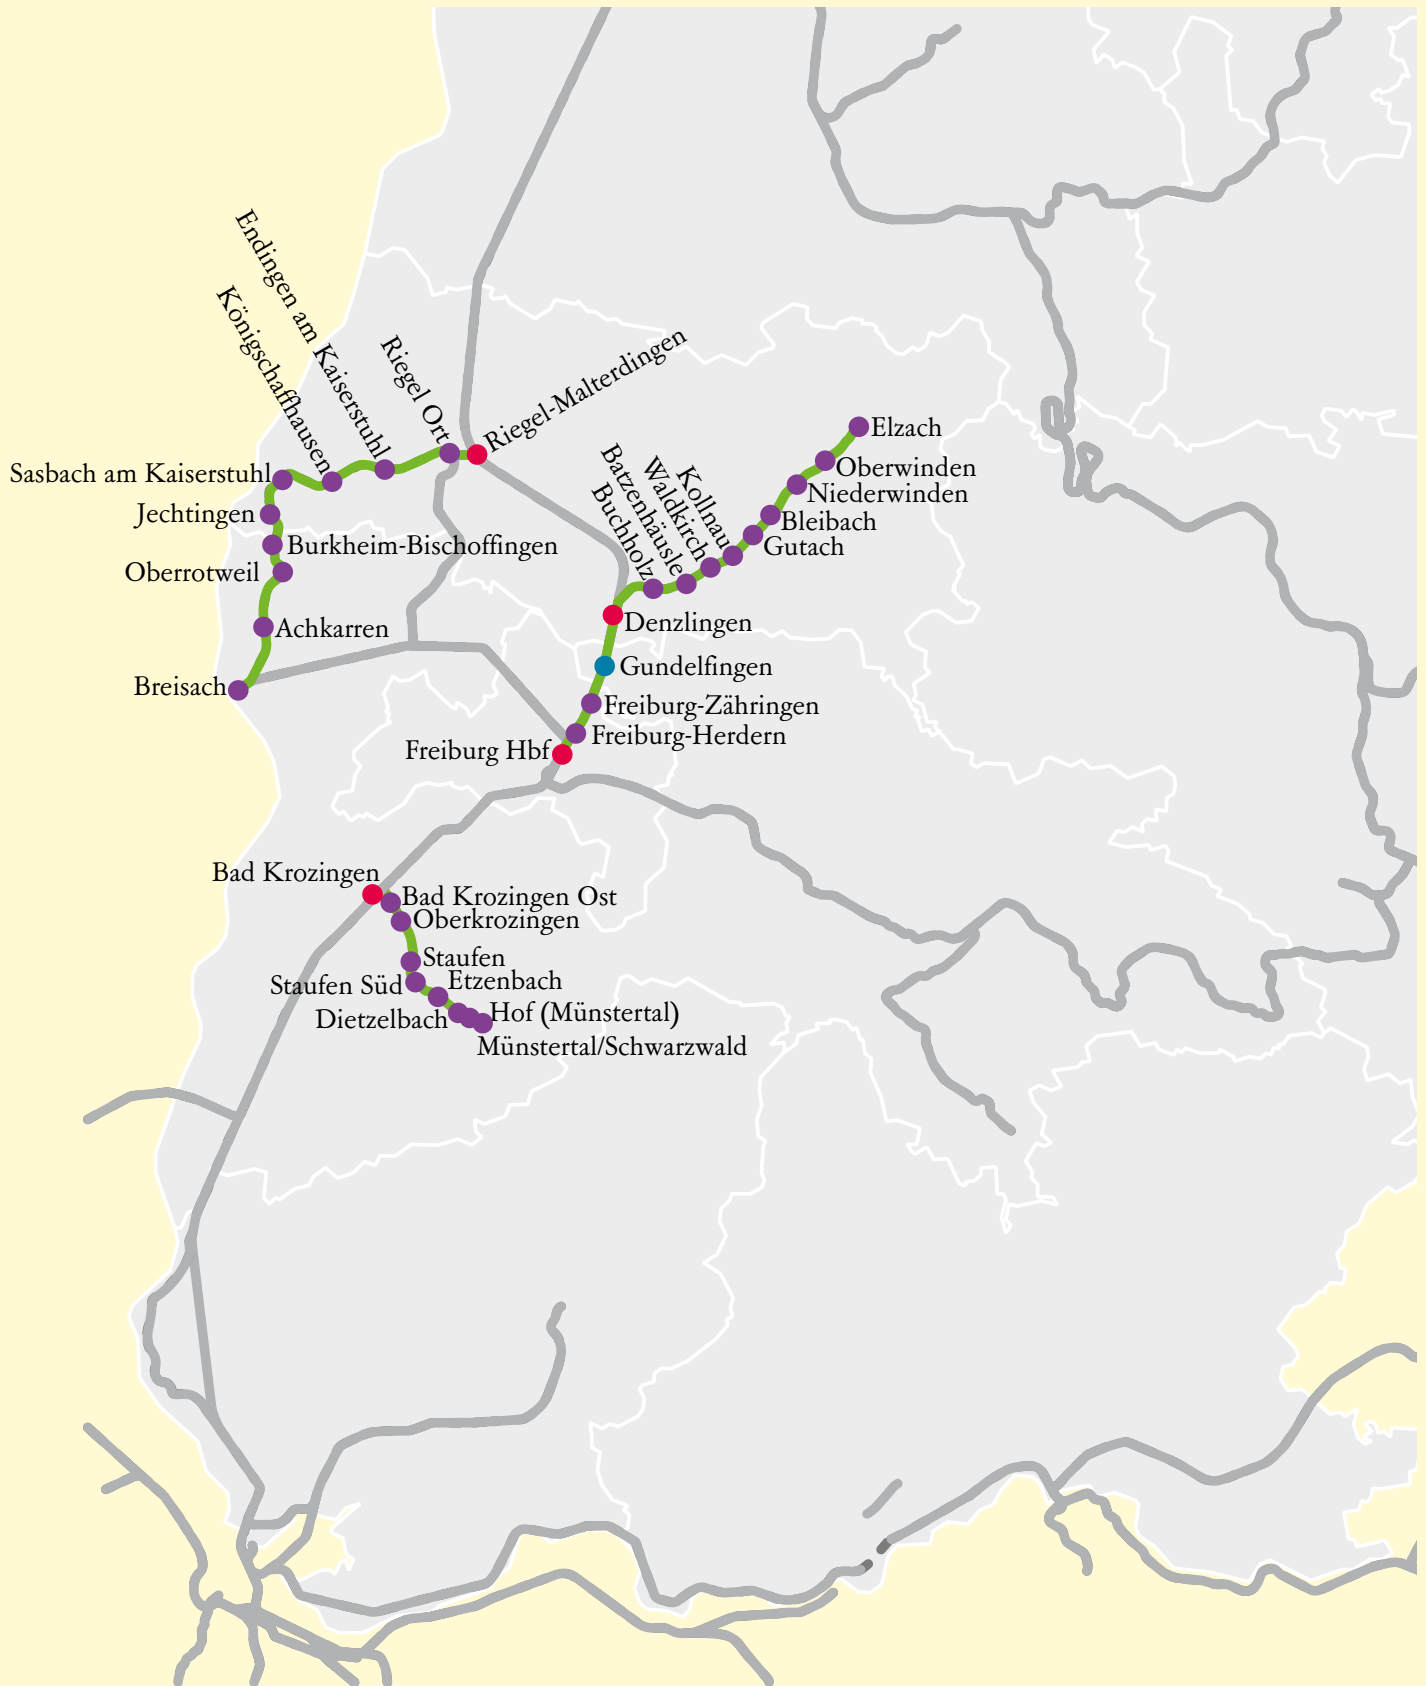 Endingen am Kaiserstuhl
Königschaffhausen
Riegel Ort
Riegel-Malterdingen
Sasbach am Kaiserstuhl
Jechtingen
Burkheim-Bischoffingen
Oberrotweil
Achkarren
Breisach
Elzach
Oberwinden
Niederwinden
Bleibach
Gutach
Kollnau
Waldkirch
Batzenhäusle
Buchholz
Denzlingen
Gundelfingen
Freiburg-Zähringen
Freiburg-Herdern
Freiburg Hbf
Bad Krozingen
Bad Krozingen Ost
Oberkrozingen
Staufen
Staufen Süd
Etzenbach
Dietzelbach
Hof (Münstertal)
Münstertal/Schwarzwald